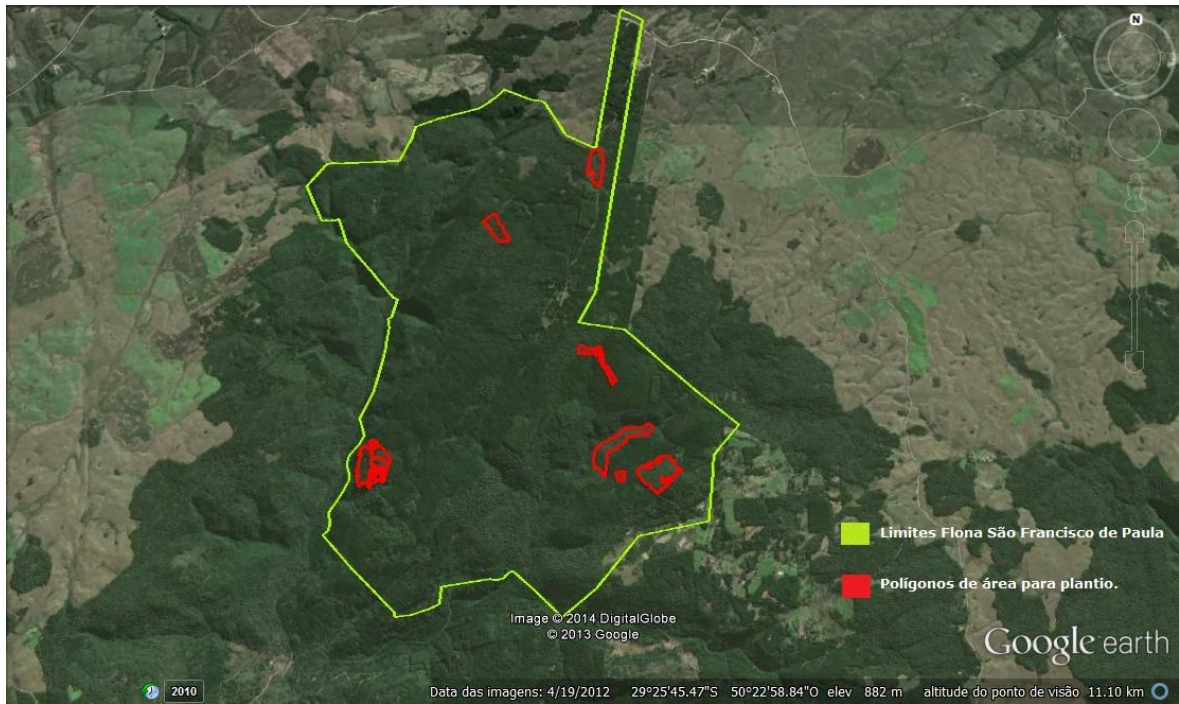 N
Limites Flona São Francisco de Paula
Polígonos de área para plantio.
Image © 2014 DigitalGlobe
© 2013 Google
Google earth
2010
Data das imagens: 4/19/2012 29°25'45.47"S 50°22'58.84"O elev 882 m altitude do ponto de visão 11.10 km